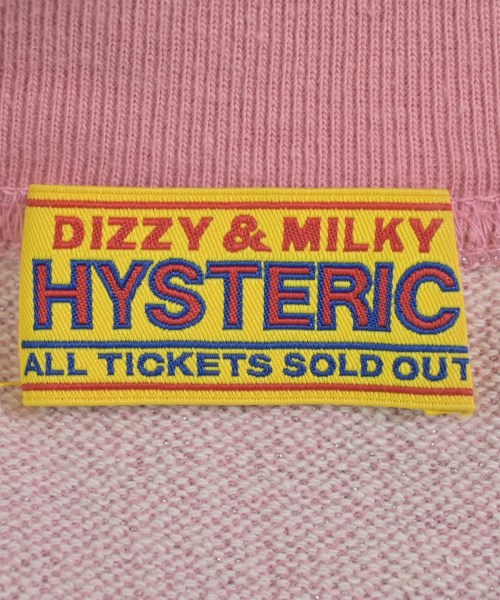 DIZZY & MILKY
HYSTERIC
ALL TICKETS SOLD OUT